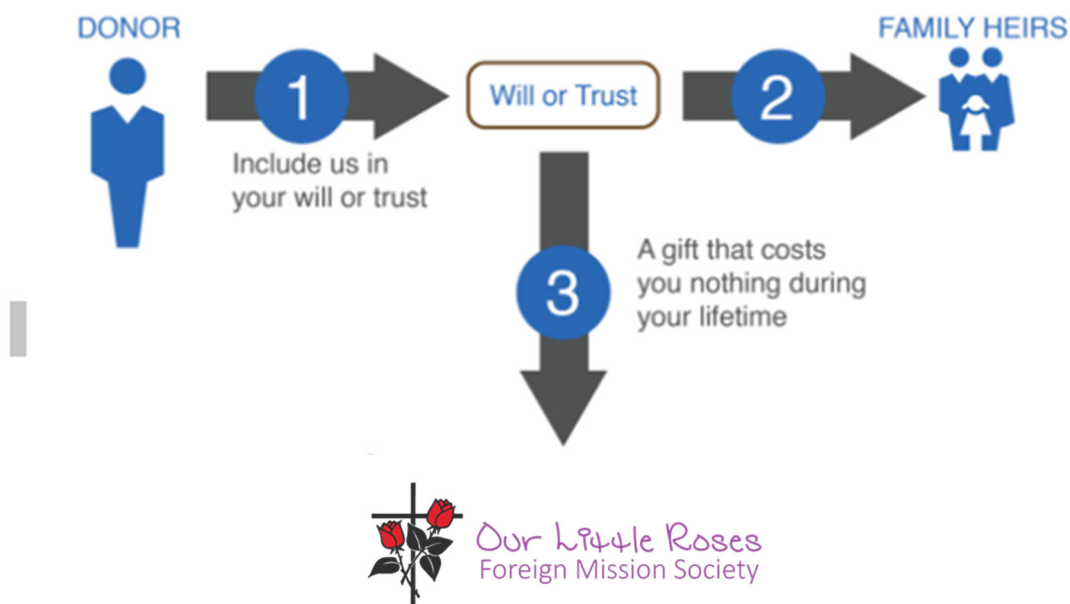 DONOR
FAMILY HEIRS
1
Will or Trust
2
Include us in
your will or trust
3
A gift that costs
you nothing during
your lifetime
Our Little Roses
Foreign Mission Society